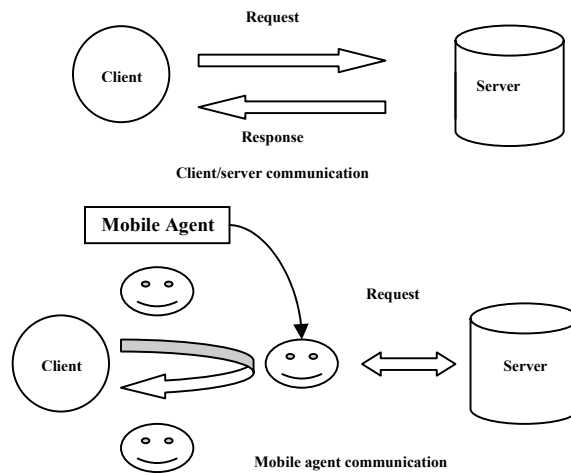 Request
Client
Server
Response
Client/server communication
Mobile Agent
Request
Client
Server
Mobile agent communication